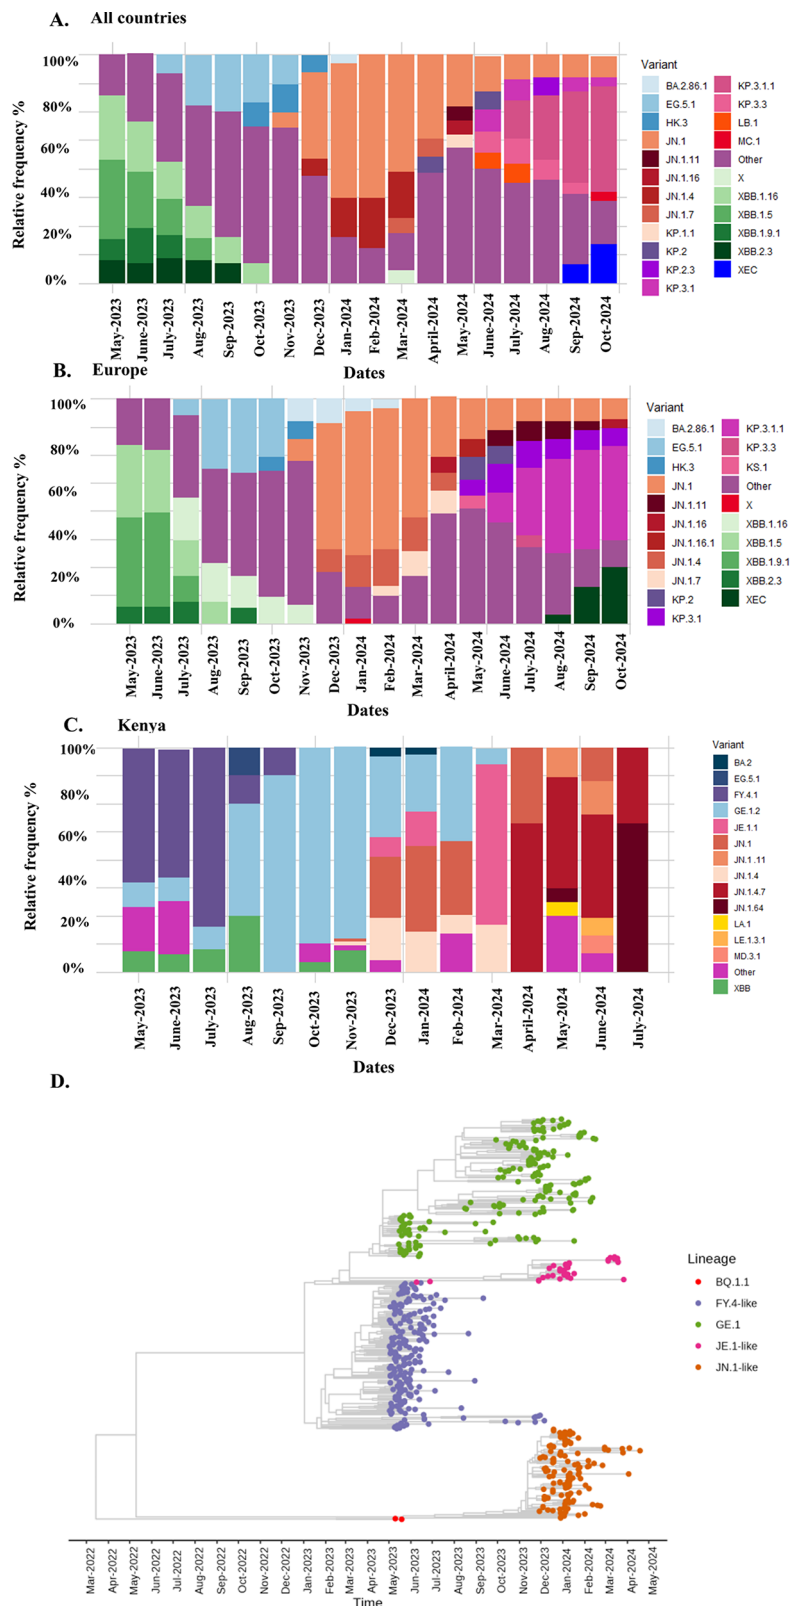 A. All countries
Relative frequency %
100%
80%
60%
40%
20%
0%
May-2023
June-2023
July-2023
Aug-2023
Sep-2023
Oct-2023
Nov-2023
Dec-2023
Jan-2024
Feb-2024
Mar-2024
April-2024
May-2024
June-2024
July-2024
Aug-2024
Sep-2024
Oct-2024
Dates
Variant
BA.2.86.1
EG.5.1
HK.3
JN.1
JN.1.11
JN.1.16
JN.1.4
JN.1.7
KP.1.1
KP.2
KP.2.3
KP.3.1
KP.3.1.1
KP.3.3
LB.1
MC.1
Other
X
XBB.1.16
XBB.1.5
XBB.1.9.1
XBB.2.3
XEC
B. Europe
Relative frequency %
100%
80%
60%
40%
20%
0%
May-2023
June-2023
July-2023
Aug-2023
Sep-2023
Oct-2023
Nov-2023
Dec-2023
Jan-2024
Feb-2024
Mar-2024
April-2024
May-2024
June-2024
July-2024
Aug-2024
Sep-2024
Oct-2024
Dates
Variant
BA.2.86.1
EG.5.1
HK.3
JN.1
JN.1.11
JN.1.16
JN.1.16.1
JN.1.4
JN.1.7
KP.2
KP.3.1
KP.3.1.1
KP.3.3
KS.1
Other
X
XBB.1.16
XBB.1.5
XBB.1.9.1
XBB.2.3
XEC
C. Kenya
Relative frequency %
100%
80%
60%
40%
20%
0%
May-2023
June-2023
July-2023
Aug-2023
Sep-2023
Oct-2023
Nov-2023
Dec-2023
Jan-2024
Feb-2024
Mar-2024
April-2024
May-2024
June-2024
July-2024
Dates
Variant
BA.2
EG.5.1
FY.4.1
GE.1.2
JE.1.1
JN.1
JN.1.11
JN.1.4
JN.1.4.7
JN.1.64
LA.1
LE.1.3.1
MD.3.1
Other
XBB
D.
Lineage
BQ.1.1
FY.4-like
GE.1
JE.1-like
JN.1-like
Mar-2022
Apr-2022
May-2022
Jun-2022
Jul-2022
Aug-2022
Sep-2022
Oct-2022
Nov-2022
Dec-2022
Jan-2023
Feb-2023
Mar-2023
Apr-2023
May-2023
Jun-2023
Jul-2023
Aug-2023
Sep-2023
Oct-2023
Nov-2023
Dec-2023
Jan-2024
Feb-2024
Mar-2024
Apr-2024
May-2024
Time